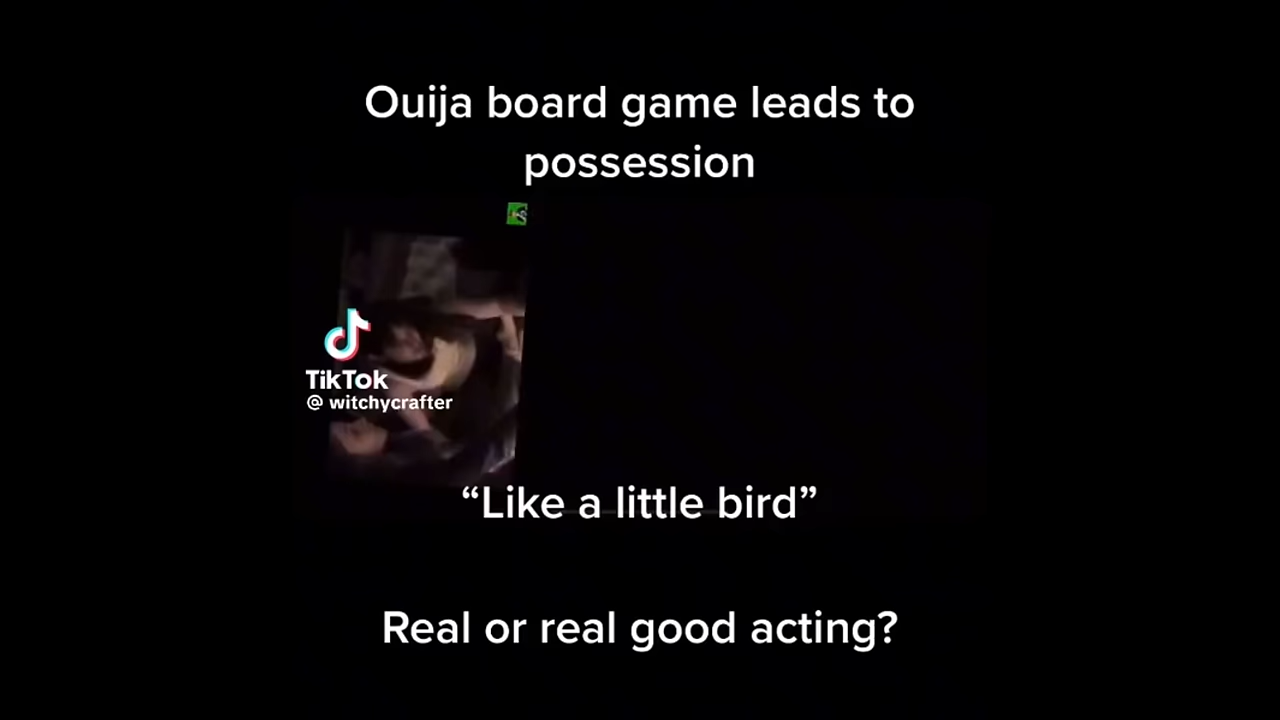 Ouija board game leads to
possession
TikTok
@ witchycrafter
“Like a little bird”
Real or real good acting?